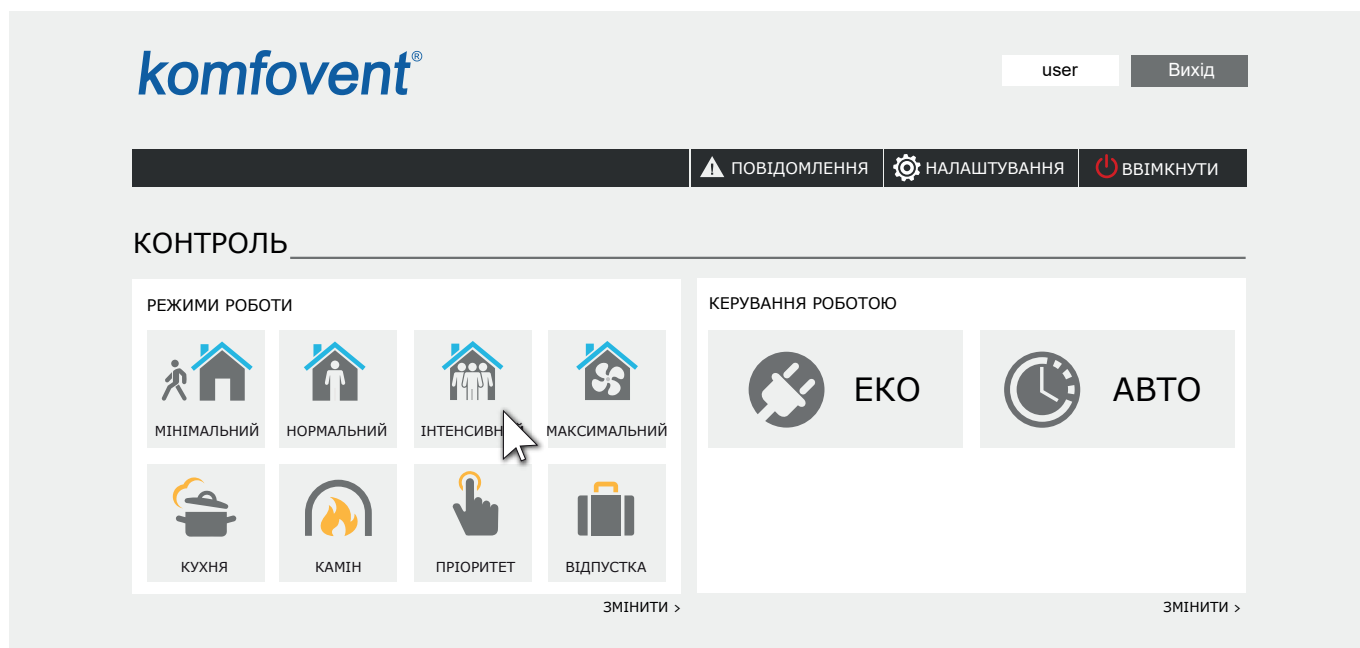 komfovent®
user
Вихід
ПОВІДОМЛЕННЯ
НАЛАШТУВАННЯ
ВВІМКНУТИ
КОНТРОЛЬ
РЕЖИМИ РОБОТИ
МІНІМАЛЬНИЙ
НОРМАЛЬНИЙ
МАКСИМАЛЬНИЙ
КУХНЯ
КАМІН
ПРІОРИТЕТ
ВІДПУСТКА
ЗМІНИТИ >
КЕРУВАННЯ РОБОТОЮ
ЕКО
АВТО
ЗМІНИТИ >